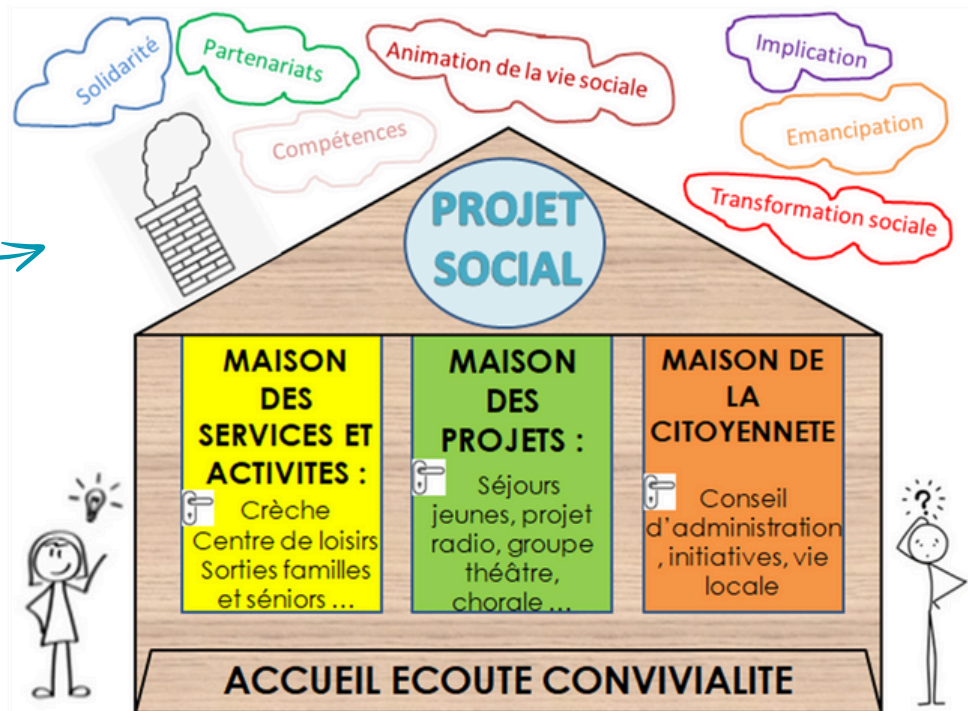 Solidarité
Partenariats
Animation de la vie sociale
Implication
Compétences
Emancipation
Transformation sociale
PROJET
SOCIAL
MAISON
DES
SERVICES ET
ACTIVITES :
Crèche
Centre de loisirs
Sorties familles
et séniors ...
MAISON
DES
PROJETS :
Séjours
jeunes, projet
radio, groupe
théâtre,
chorale ...
MAISON DE
LA
CITOYENNETE
Conseil
d'administration
, initiatives, vie
locale
?
ACCUEIL ECOUTE CONVIVIALITE